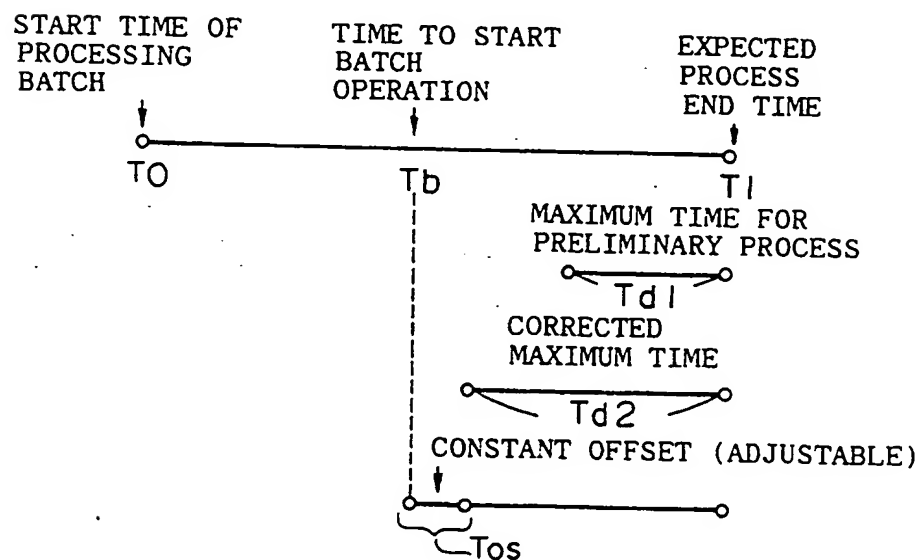 START TIME OF
PROCESSING
BATCH
TIME TO START
BATCH
OPERATION
EXPECTED
PROCESS
END TIME
T0
Tb
T1
MAXIMUM TIME FOR
PRELIMINARY PROCESS
Td1
CORRECTED
MAXIMUM TIME
Td2
CONSTANT OFFSET (ADJUSTABLE)
Tos